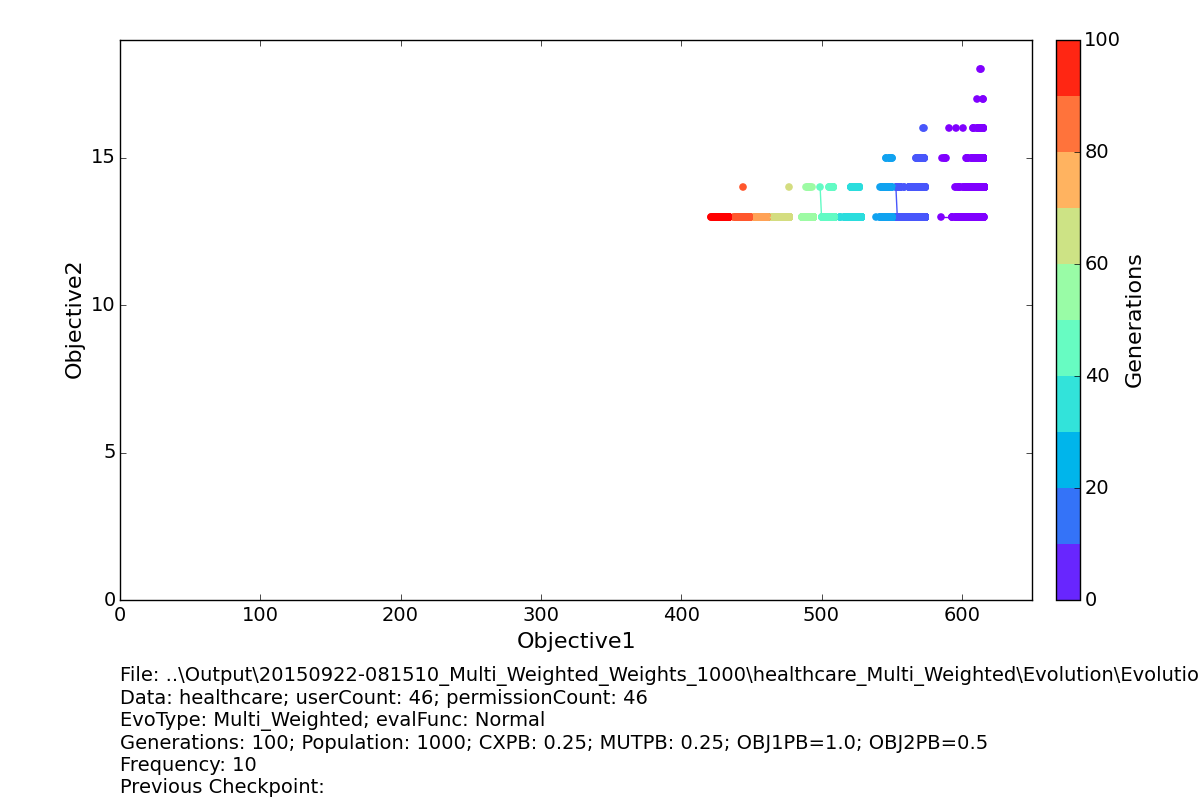 100
80
60
40
20
0
Generations
15
10
5
0
Objective2
0 100 200 300 400 500 600
Objective1
File: ..\Output\20150922-081510_Multi_Weighted_Weights_1000\healthcare_Multi_Weighted\Evolution\Evolutio
Data: healthcare; userCount: 46; permissionCount: 46
EvoType: Multi_Weighted; evalFunc: Normal
Generations: 100; Population: 1000; CXPB: 0.25; MUTPB: 0.25; OBJ1PB=1.0; OBJ2PB=0.5
Frequency: 10
Previous Checkpoint: